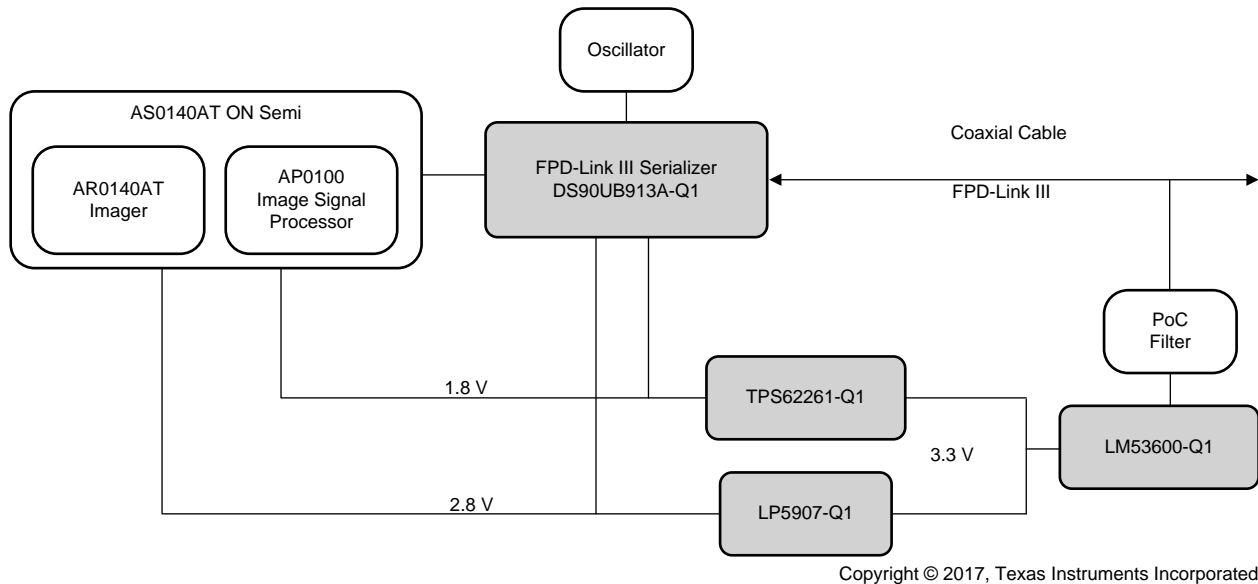 Oscillator
AS0140AT ON Semi
AR0140AT
Imager
AP0100
Image Signal
Processor
FPD-Link III Serializer
DS90UB913A-Q1
Coaxial Cable
FPD-Link III
PoC
Filter
1.8 V
TPS62261-Q1
3.3 V
LM53600-Q1
2.8 V
LP5907-Q1
Copyright © 2017, Texas Instruments Incorporated